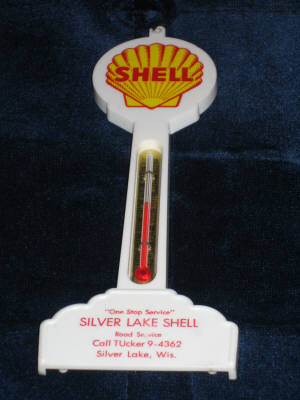 SHELL
"One Stop Service"
SILVER LAKE SHELL
Road Service
Call TUcker 9-4362
Silver Lake, Wis.